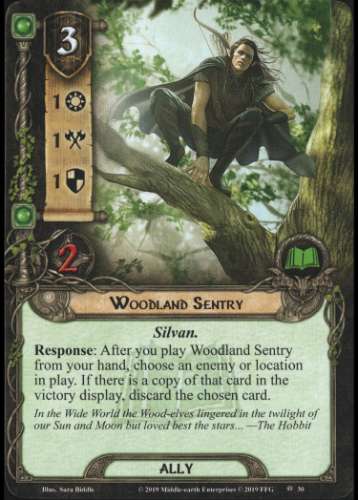 3
1
1
1
2
WOODLAND SENTRY
Silvan.
Response: After you play Woodland Sentry
from your hand, choose an enemy or location
in play. If there is a copy of that card in the
victory display, discard the chosen card.
In the Wide World the Wood-elves lingered in the twilight of
our Sun and Moon but loved best the stars... —The Hobbit
ALLY
Illus. Sara Biddle © 2019 Middle-earth Enterprises © 2019 FFG 30